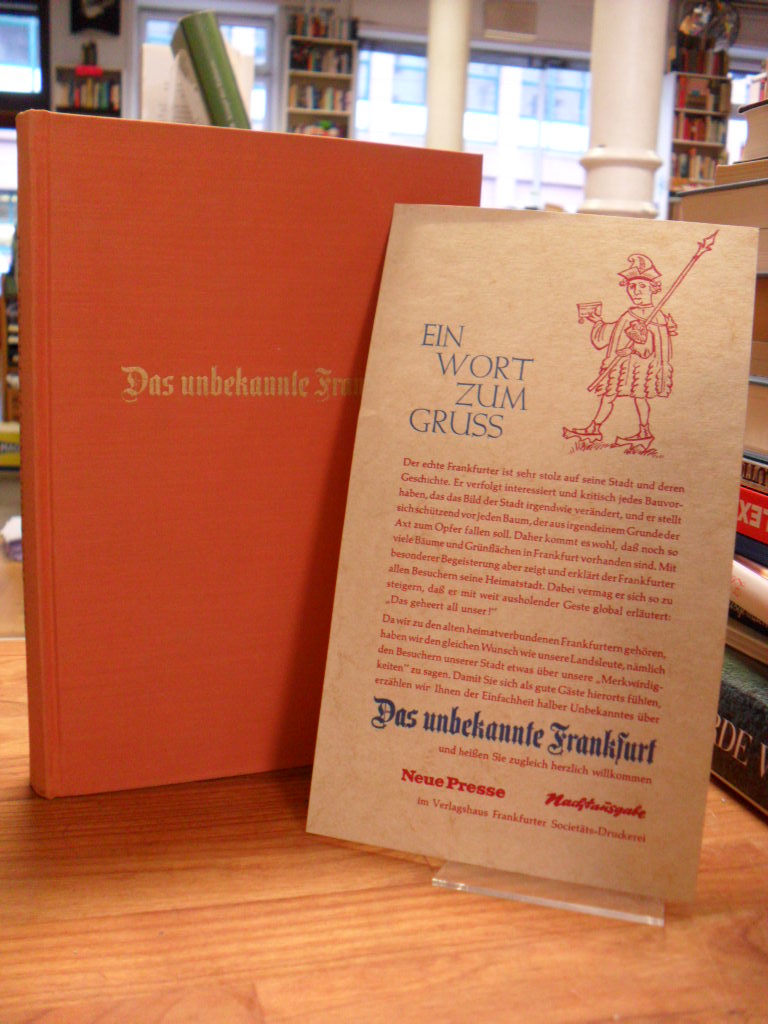 Das unbekannte Fran
EIN
WORT
ZUM
GRUSS
Der echte Frankfurter ist sehr stolz auf seine Stadt und deren
Geschichte. Er verfolgt interessiert und kritisch jedes Bauvor-
haben, das das Bild der Stadt irgendwie verändert, und er stellt
sich schützend vor jeden Baum, der aus irgendeinem Grunde der
Axt zum Opfer fallen soll. Daher kommt es wohl, daß noch so
viele Bäume und Grünflächen in Frankfurt vorhanden sind. Mit
besonderer Begeisterung aber zeigt und erklärt der Frankfurter
allen Besuchern seine Heimatstadt. Dabei vermag er sich so zu
steigern, daß er mit weit ausholender Geste global erläutert:
„Das geheert all unser!"
Da wir zu den alten heimatverbundenen Frankfurtern gehören,
haben wir den gleichen Wunsch wie unsere Landsleute, nämlich
den Besuchern unserer Stadt etwas über unsere „Merkwirdig-
keiten" zu sagen. Damit Sie sich als gute Gäste hierorts fühlen,
erzählen wir Ihnen der Einfachheit halber Unbekanntes über
Das unbekannte Frankfurt
und heißen Sie zugleich herzlich willkommen
Neue Presse Nachtausgabe
im Verlagshaus Frankfurter Societäts-Druckerei
RDE